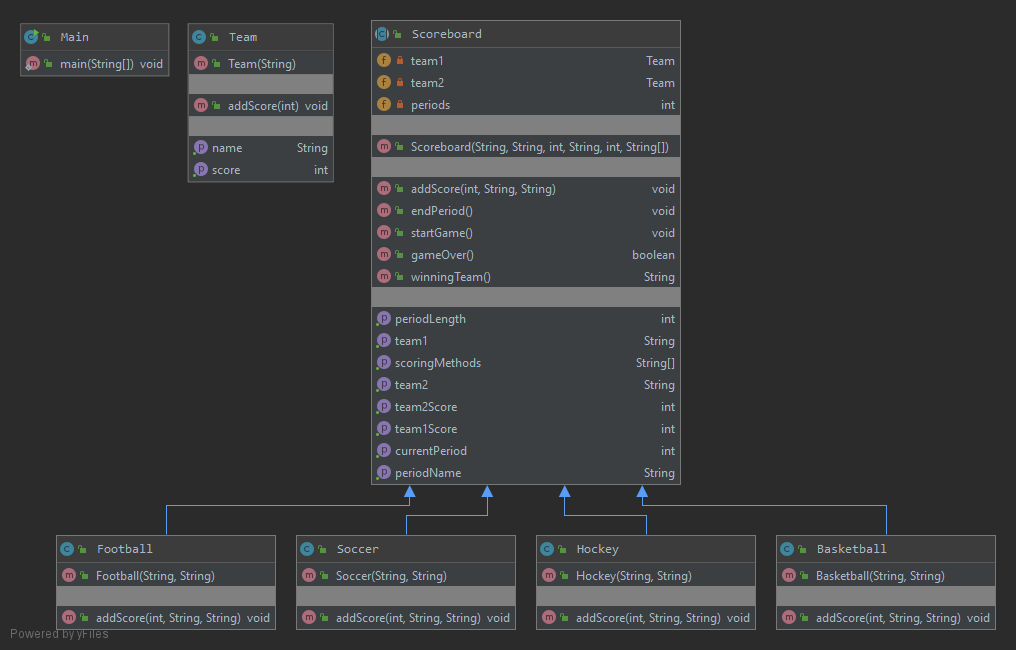 Main
main(String[]) void
Team
Team(String)
addScore(int) void
name String
score int
Scoreboard
team1 Team
team2 Team
periods int
Scoreboard(String, String, int, String, int, String[])
addScore(int, String, String) void
endPeriod() void
startGame() void
gameOver() boolean
winningTeam() String
periodLength int
team1 String
scoringMethods String[]
team2 String
team2Score int
team1Score int
currentPeriod int
periodName String
Football
Football(String, String)
addScore(int, String, String) void
Soccer
Soccer(String, String)
addScore(int, String, String) void
Hockey
Hockey(String, String)
addScore(int, String, String) void
Basketball
Basketball(String, String)
addScore(int, String, String) void
Powered by yFiles